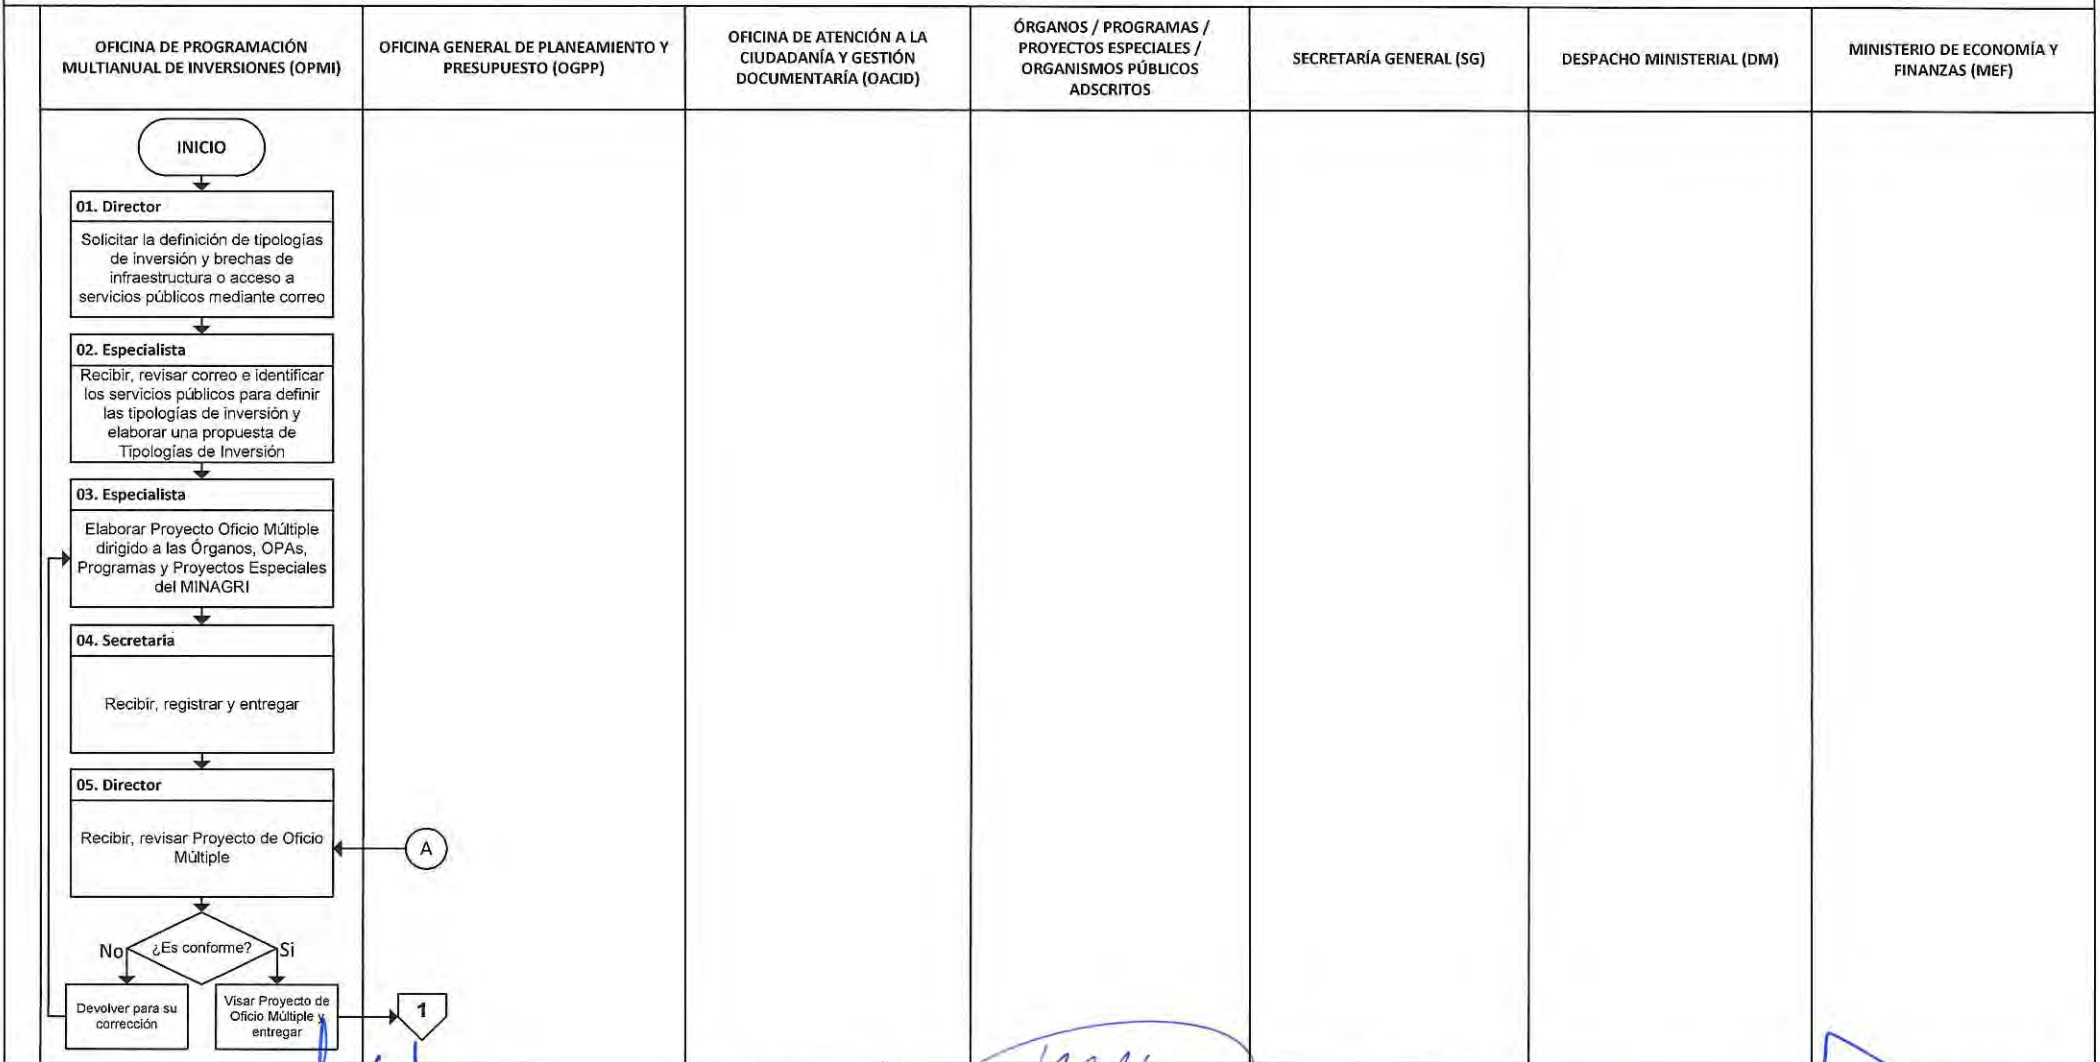 OFICINA DE PROGRAMACIÓN
MULTIANUAL DE INVERSIONES (OPMI)
OFICINA GENERAL DE PLANEAMIENTO Y
PRESUPUESTO (OGPP)
OFICINA DE ATENCIÓN A LA
CIUDADANÍA Y GESTIÓN
DOCUMENTARÍA (OACID)
ÓRGANOS / PROGRAMAS /
PROYECTOS ESPECIALES /
ORGANISMOS PÚBLICOS
ADSCRITOS
SECRETARÍA GENERAL (SG)
DESPACHO MINISTERIAL (DM)
MINISTERIO DE ECONOMÍA Y
FINANZAS (MEF)
INICIO
01. Director
Solicitar la definición de tipologías
de inversión y brechas de
infraestructura o acceso a
servicios públicos mediante correo
02. Especialista
Recibir, revisar correo e identificar
los servicios públicos para definir
las tipologías de inversión y
elaborar una propuesta de
Tipologías de Inversión
03. Especialista
Elaborar Proyecto Oficio Múltiple
dirigido a las Órganos, OPAs,
Programas y Proyectos Especiales
del MINAGRI
04. Secretaria
Recibir, registrar y entregar
05. Director
Recibir, revisar Proyecto de Oficio
Múltiple
A
¿Es conforme?
No
Si
Devolver para su
corrección
Visar Proyecto de
Oficio Múltiple y
entregar
1